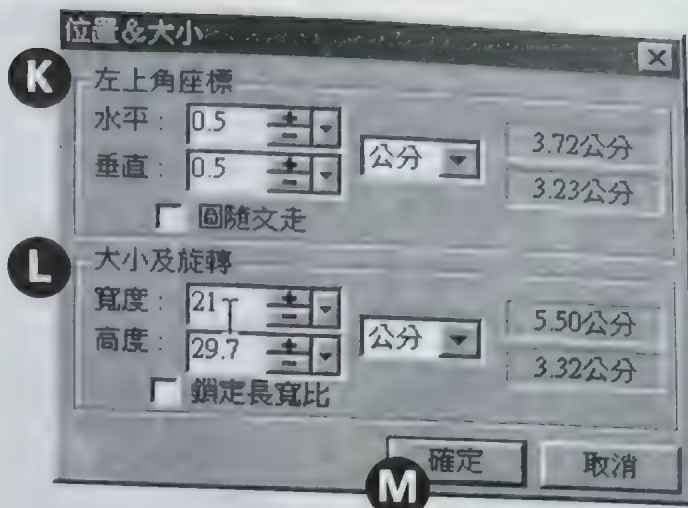 位置&大小
K 左上角座標
水平: 0.5 公分 3.72公分
垂直: 0.5 3.23公分
圖隨文走
L 大小及旋轉
寬度: 21 公分 5.50公分
高度: 29.7 3.32公分
鎖定長寬比
M 確定 取消